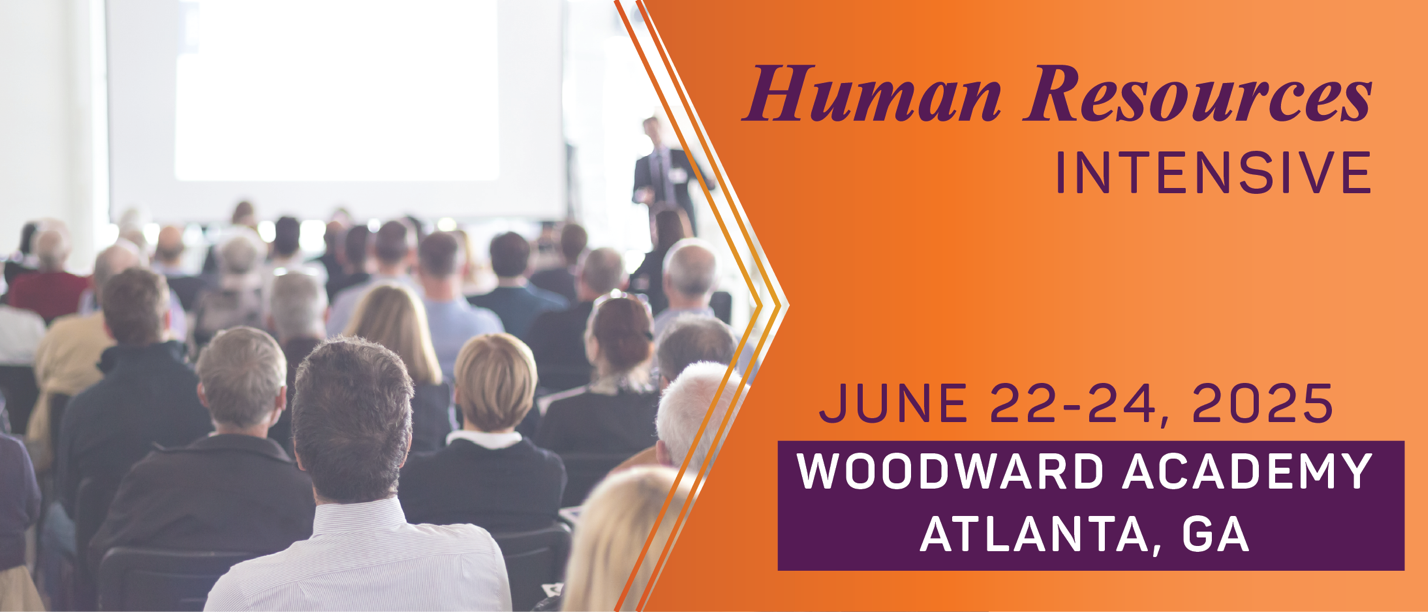 Human Resources
INTENSIVE
JUNE 22-24, 2025
WOODWARD ACADEMY
ATLANTA, GA